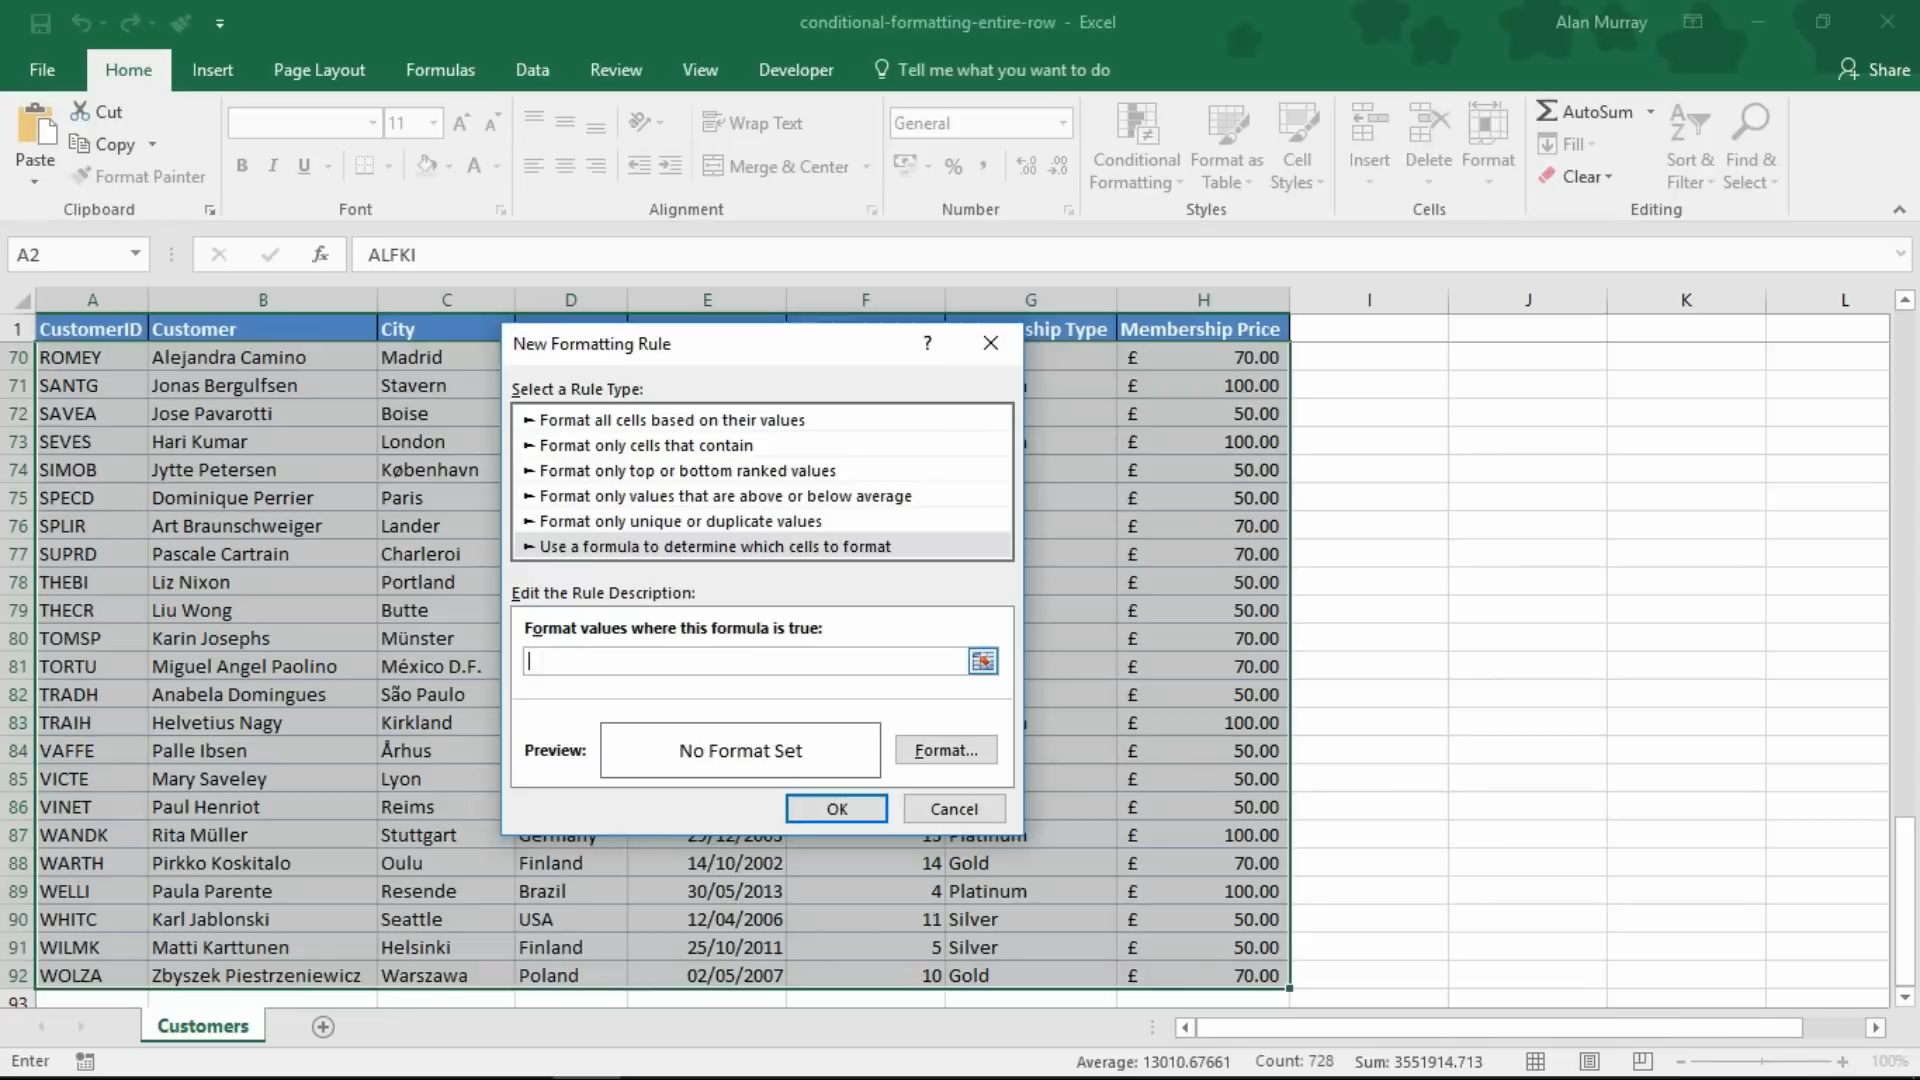 conditional-formatting-entire-row - Excel
Alan Murray
File Home Insert Page Layout Formulas Data Review View Developer Tell me what you want to do Share
Cut
Copy
Format Painter
Paste
Clipboard
11
B I U
Font
Wrap Text
Merge & Center
Alignment
General
%
Number
Conditional Formatting
Format as Table
Cell Styles
Styles
Insert
Delete
Format
Cells
AutoSum
Fill
Clear
Sort & Filter
Find & Select
Editing
A2
fx
ALFKI
A B C D E F G H I J K L
1 CustomerID Customer City ship Type Membership Price
70 ROMEY Alejandra Camino Madrid £ 70.00
71 SANTG Jonas Bergulfsen Stavern £ 100.00
72 SAVEA Jose Pavarotti Boise £ 50.00
73 SEVES Hari Kumar London £ 100.00
74 SIMOB Jytte Petersen København £ 50.00
75 SPECD Dominique Perrier Paris £ 50.00
76 SPLIR Art Braunschweiger Lander £ 70.00
77 SUPRD Pascale Cartrain Charleroi £ 70.00
78 THEBI Liz Nixon Portland £ 50.00
79 THECR Liu Wong Butte £ 50.00
80 TOMSP Karin Josephs Münster £ 70.00
81 TORTU Miguel Angel Paolino México D.F. £ 70.00
82 TRADH Anabela Domingues São Paulo £ 50.00
83 TRAIH Helvetius Nagy Kirkland £ 100.00
84 VAFFE Palle Ibsen Århus £ 50.00
85 VICTE Mary Saveley Lyon £ 50.00
86 VINET Paul Henriot Reims £ 50.00
87 WANDK Rita Müller Stuttgart Germany 29/12/2003 13 Platinum £ 100.00
88 WARTH Pirkko Koskitalo Oulu Finland 14/10/2002 14 Gold £ 70.00
89 WELLI Paula Parente Resende Brazil 30/05/2013 4 Platinum £ 100.00
90 WHITC Karl Jablonski Seattle USA 12/04/2006 11 Silver £ 50.00
91 WILMK Matti Karttunen Helsinki Finland 25/10/2011 5 Silver £ 50.00
92 WOLZA Zbyszek Piestrzeniewicz Warszawa Poland 02/05/2007 10 Gold £ 70.00
93
New Formatting Rule ?
Select a Rule Type:
► Format all cells based on their values
► Format only cells that contain
► Format only top or bottom ranked values
► Format only values that are above or below average
► Format only unique or duplicate values
► Use a formula to determine which cells to format
Edit the Rule Description:
Format values where this formula is true:
Preview: No Format Set Format...
OK Cancel
Customers
Enter
Average: 13010.67661 Count: 728 Sum: 3551914.713
100%